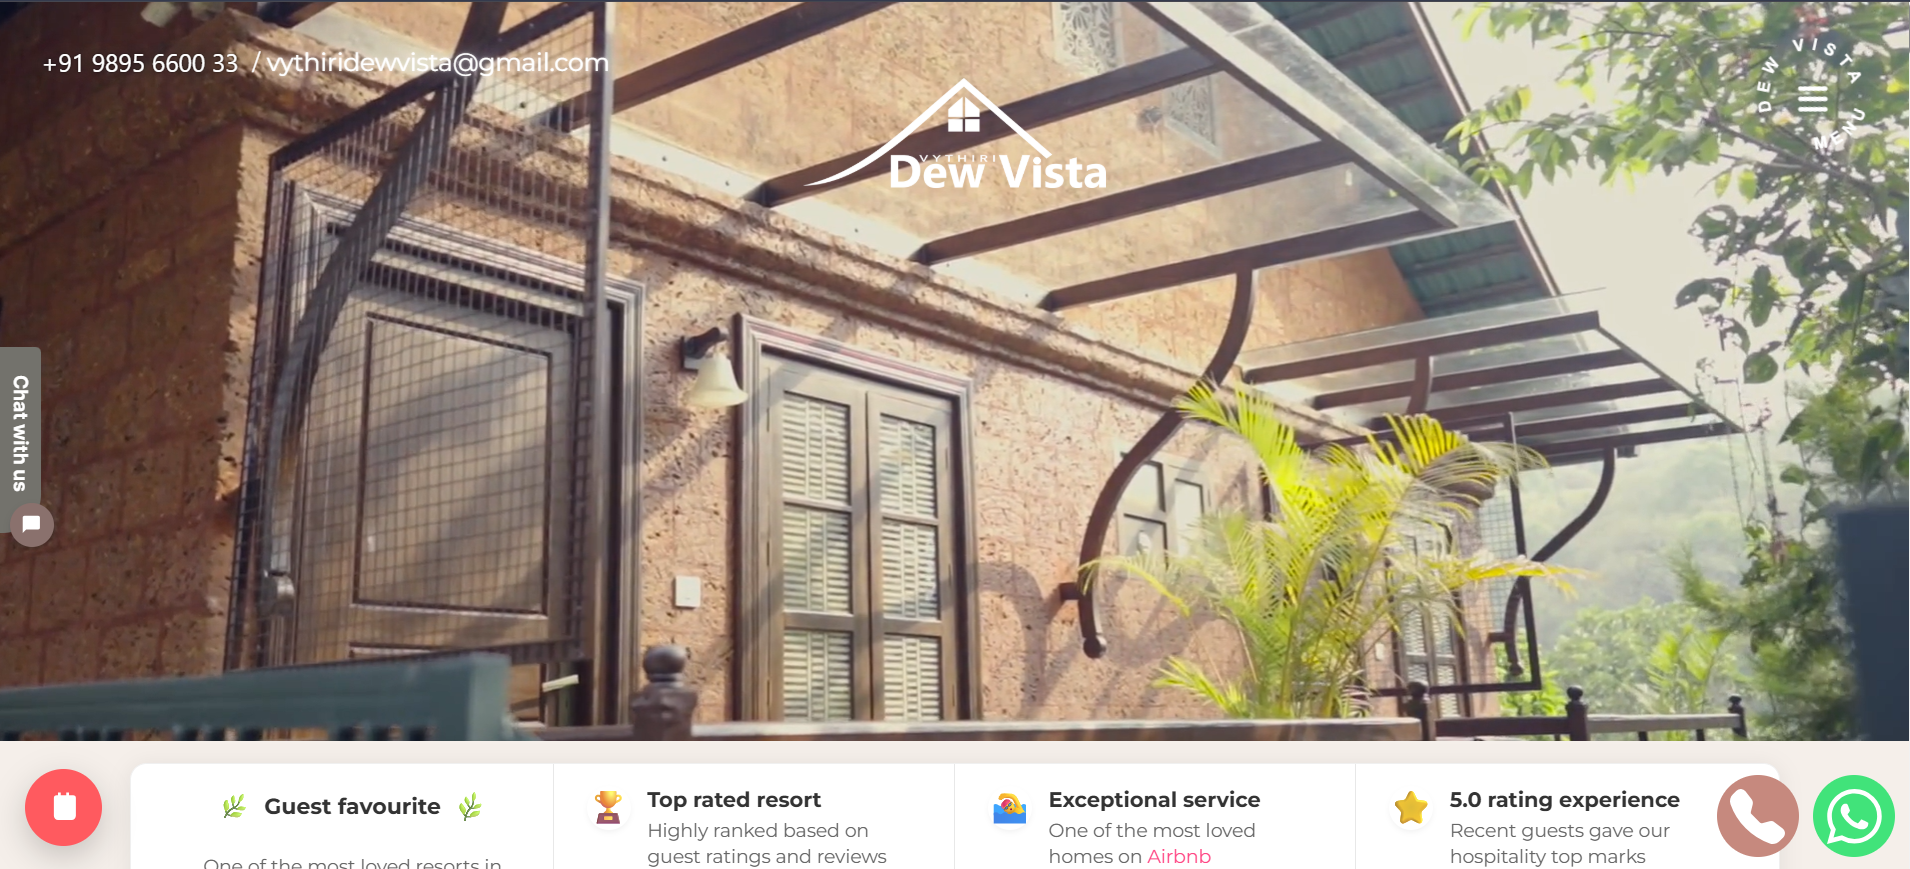 +91 9895 6600 33 / vythiridewvista@gmail.com
DEW VISTA
MENU
VYTHIRI
Dew Vista
Chat with us
Guest favourite
One of the most loved resorts in
Top rated resort
Highly ranked based on
guest ratings and reviews
Exceptional service
One of the most loved
homes on Airbnb
5.0 rating experience
Recent guests gave our
hospitality top marks